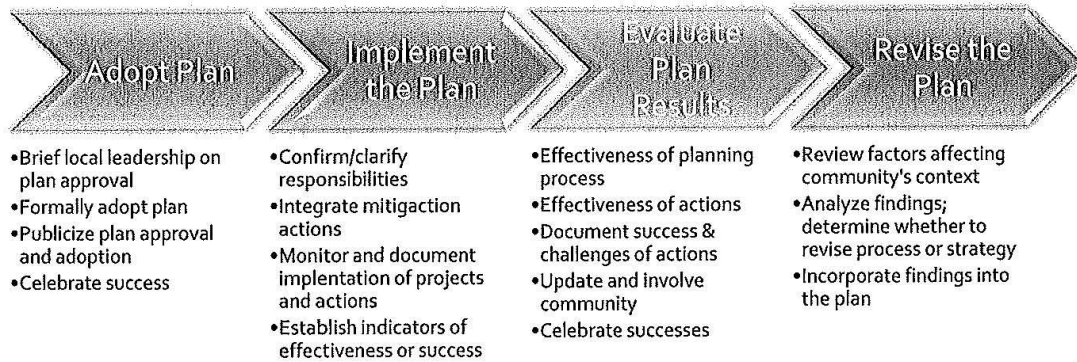 Adopt Plan
•Brief local leadership on
plan approval
•Formally adopt plan
•Publicize plan approval
and adoption
•Celebrate success
Implement
the Plan
•Confirm/clarify
responsibilities
•Integrate mitigaction
actions
•Monitor and document
implentation of projects
and actions
•Establish indicators of
effectiveness or success
Evaluate
Plan
Results
•Effectiveness of planning
process
•Effectiveness of actions
•Document success &
challenges of actions
•Update and involve
community
•Celebrate successes
Revise the
Plan
•Review factors affecting
community's context
•Analyze findings;
determine whether to
revise process or strategy
•Incorporate findings into
the plan